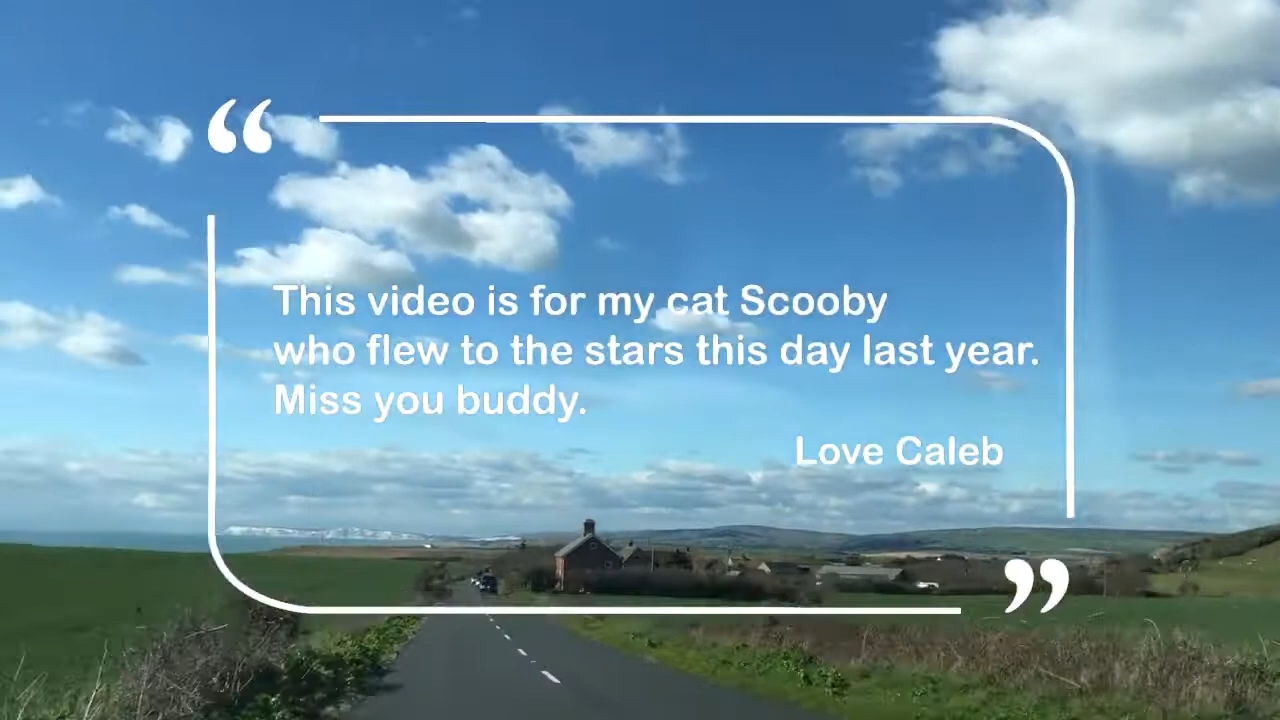 “
This video is for my cat Scooby
who flew to the stars this day last year.
Miss you buddy.
Love Caleb
”